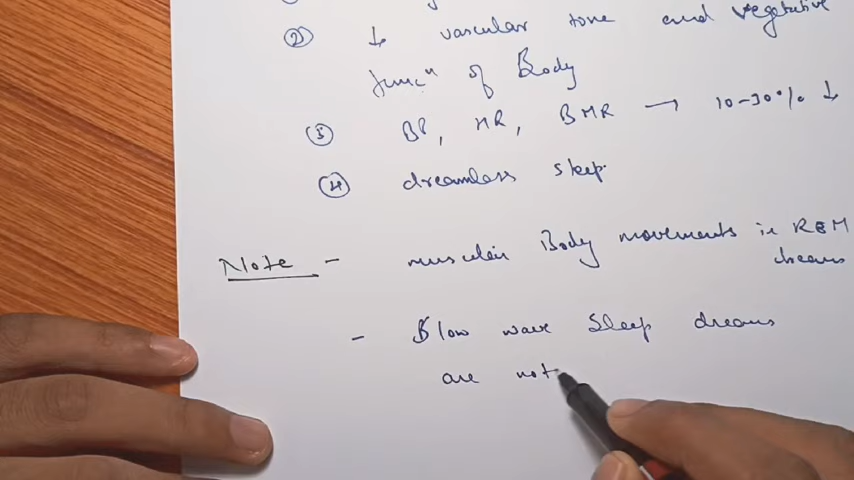 ② ↓ vascular tone and vegetative
funcⁿ of Body
③ BP, HR, BMR → 10-30% ↓
④ dreamless sleep.
Note - muscular Body movements in REM
dreams
- Slow wave Sleep dreams
are not